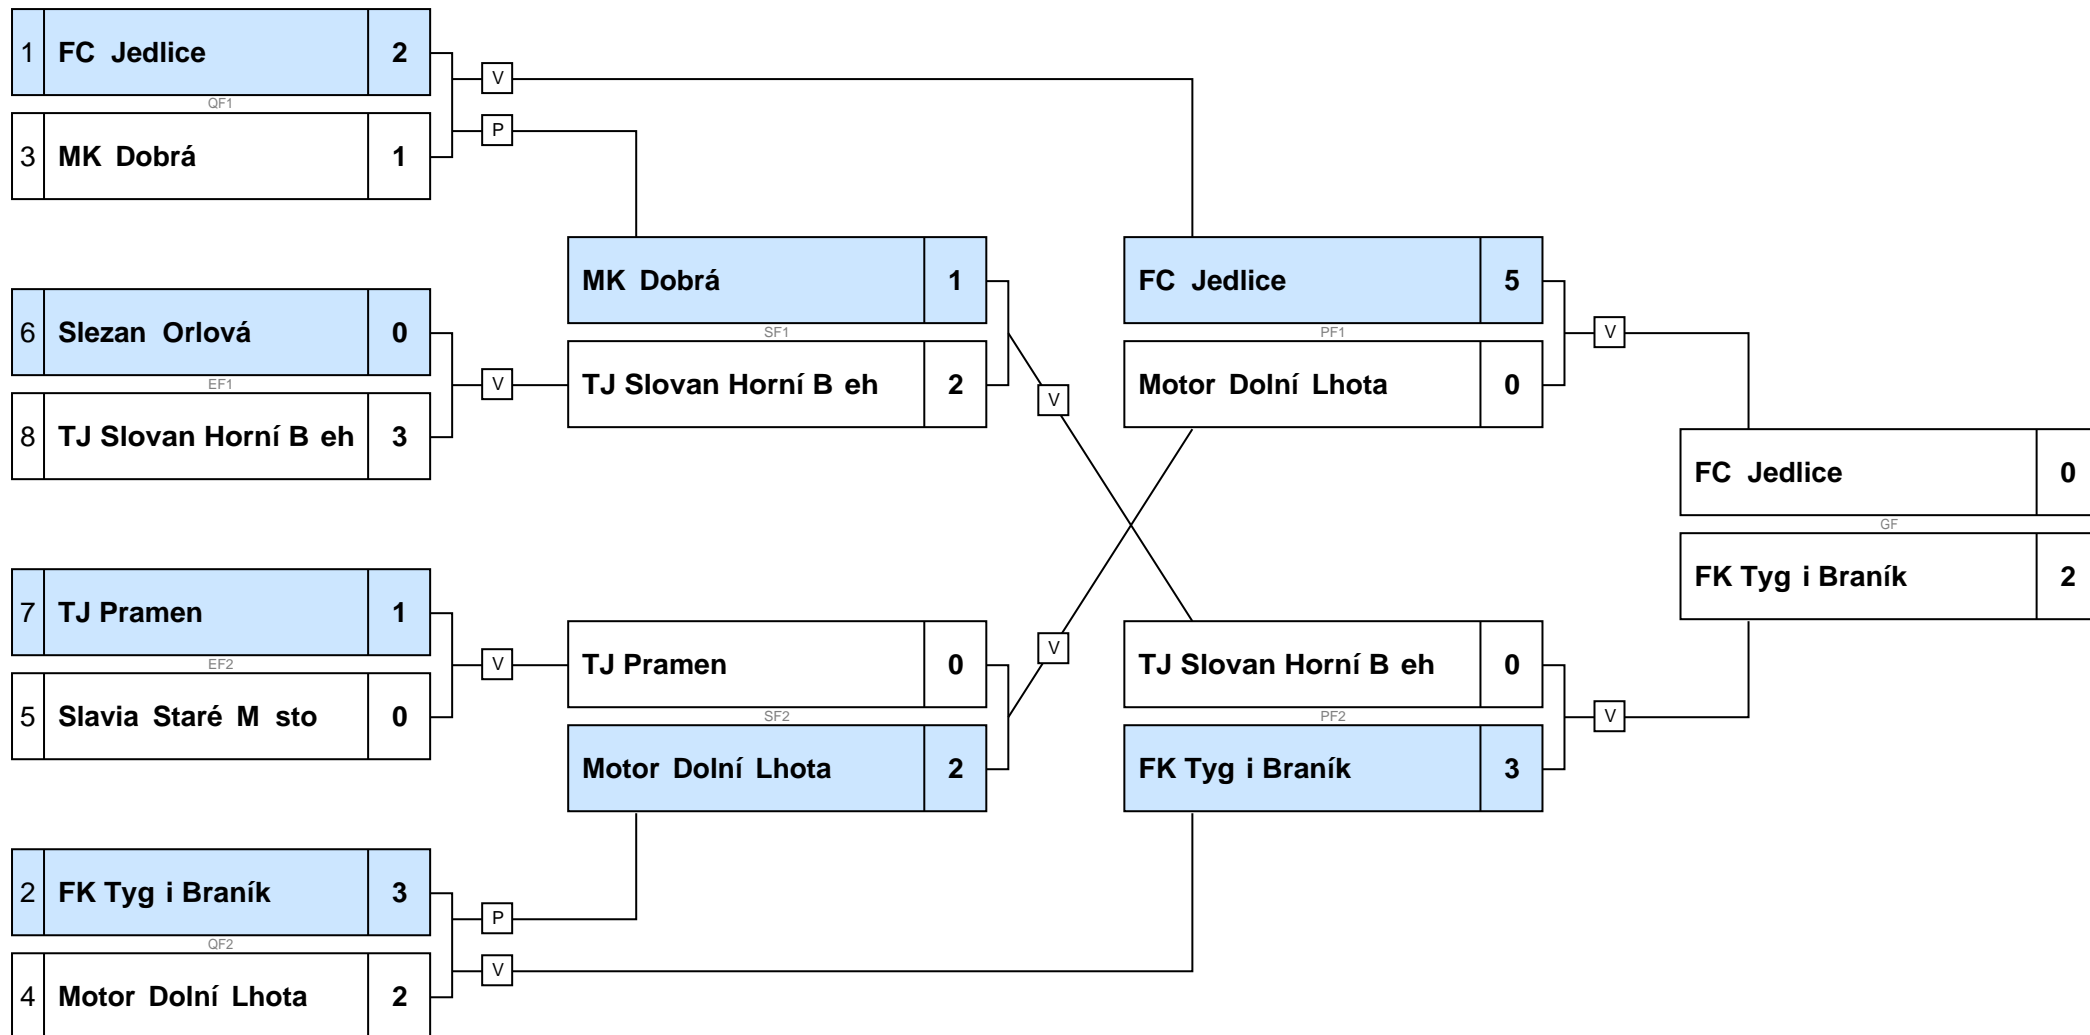 1 FC Jedlice 2
QF1
3 MK Dobrá 1
6 Slezan Orlová 0
EF1
8 TJ Slovan Horní B eh 3
7 TJ Pramen 1
EF2
5 Slavia Staré M sto 0
2 FK Tyg i Braník 3
QF2
4 Motor Dolní Lhota 2
V
P
V
V
P
V
MK Dobrá 1
SF1
TJ Slovan Horní B eh 2
TJ Pramen 0
SF2
Motor Dolní Lhota 2
V
V
FC Jedlice 5
PF1
Motor Dolní Lhota 0
TJ Slovan Horní B eh 0
PF2
FK Tyg i Braník 3
V
V
FC Jedlice 0
GF
FK Tyg i Braník 2